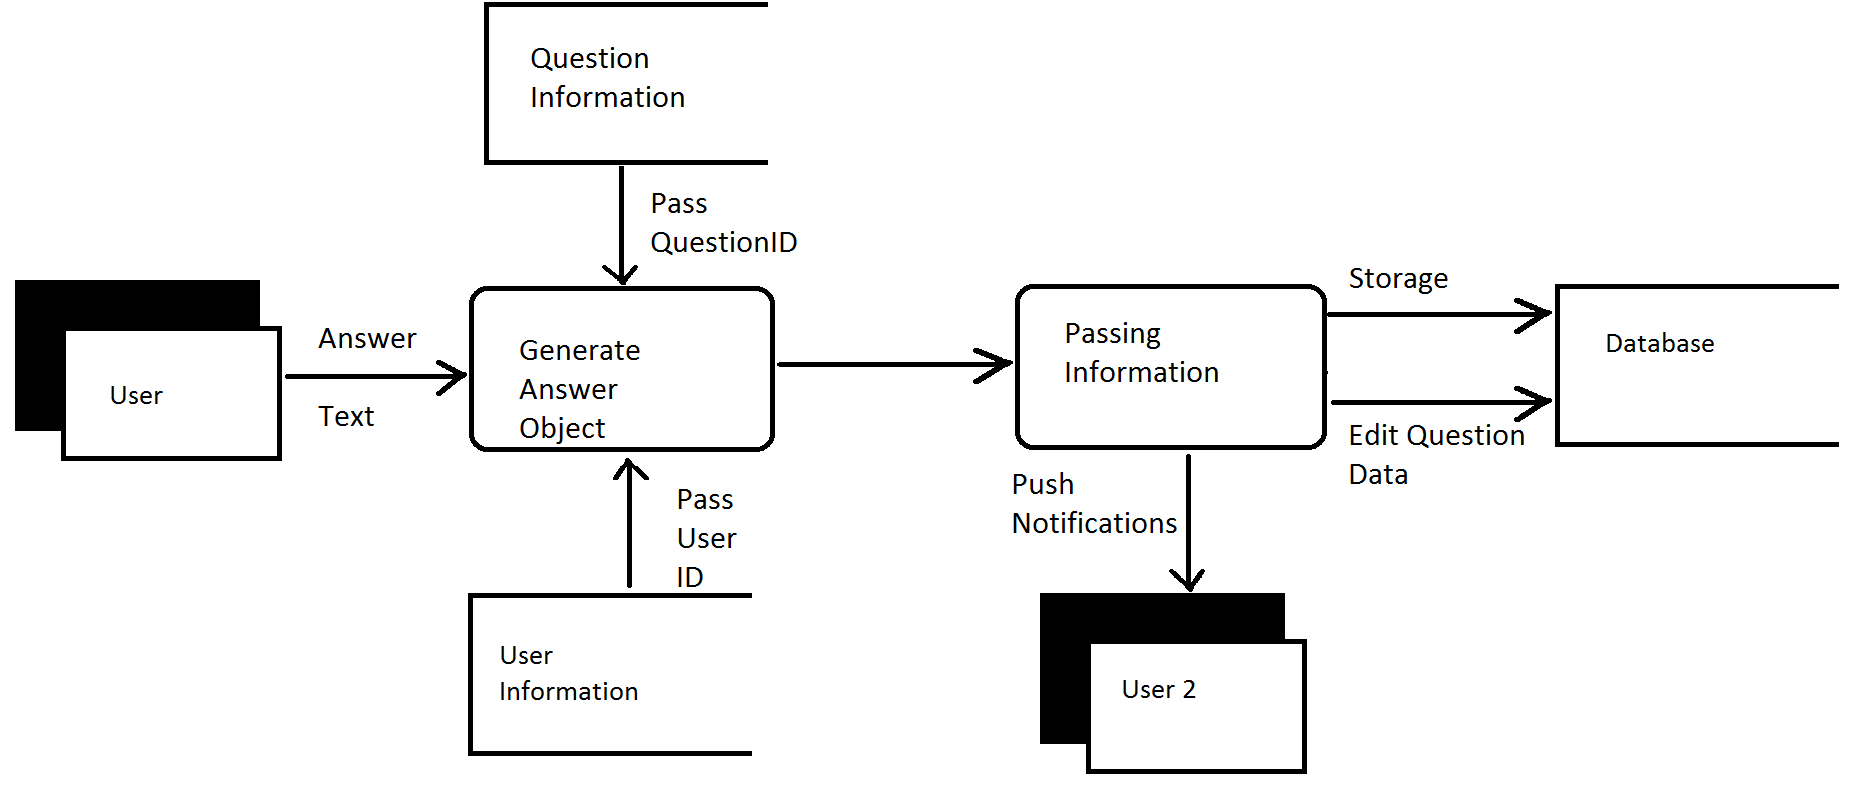 Question
Information
Pass
QuestionID
Answer
Text
User
Generate
Answer
Object
Pass
User
ID
User
Information
Passing
Information
Storage
Edit Question
Data
Database
Push
Notifications
User 2